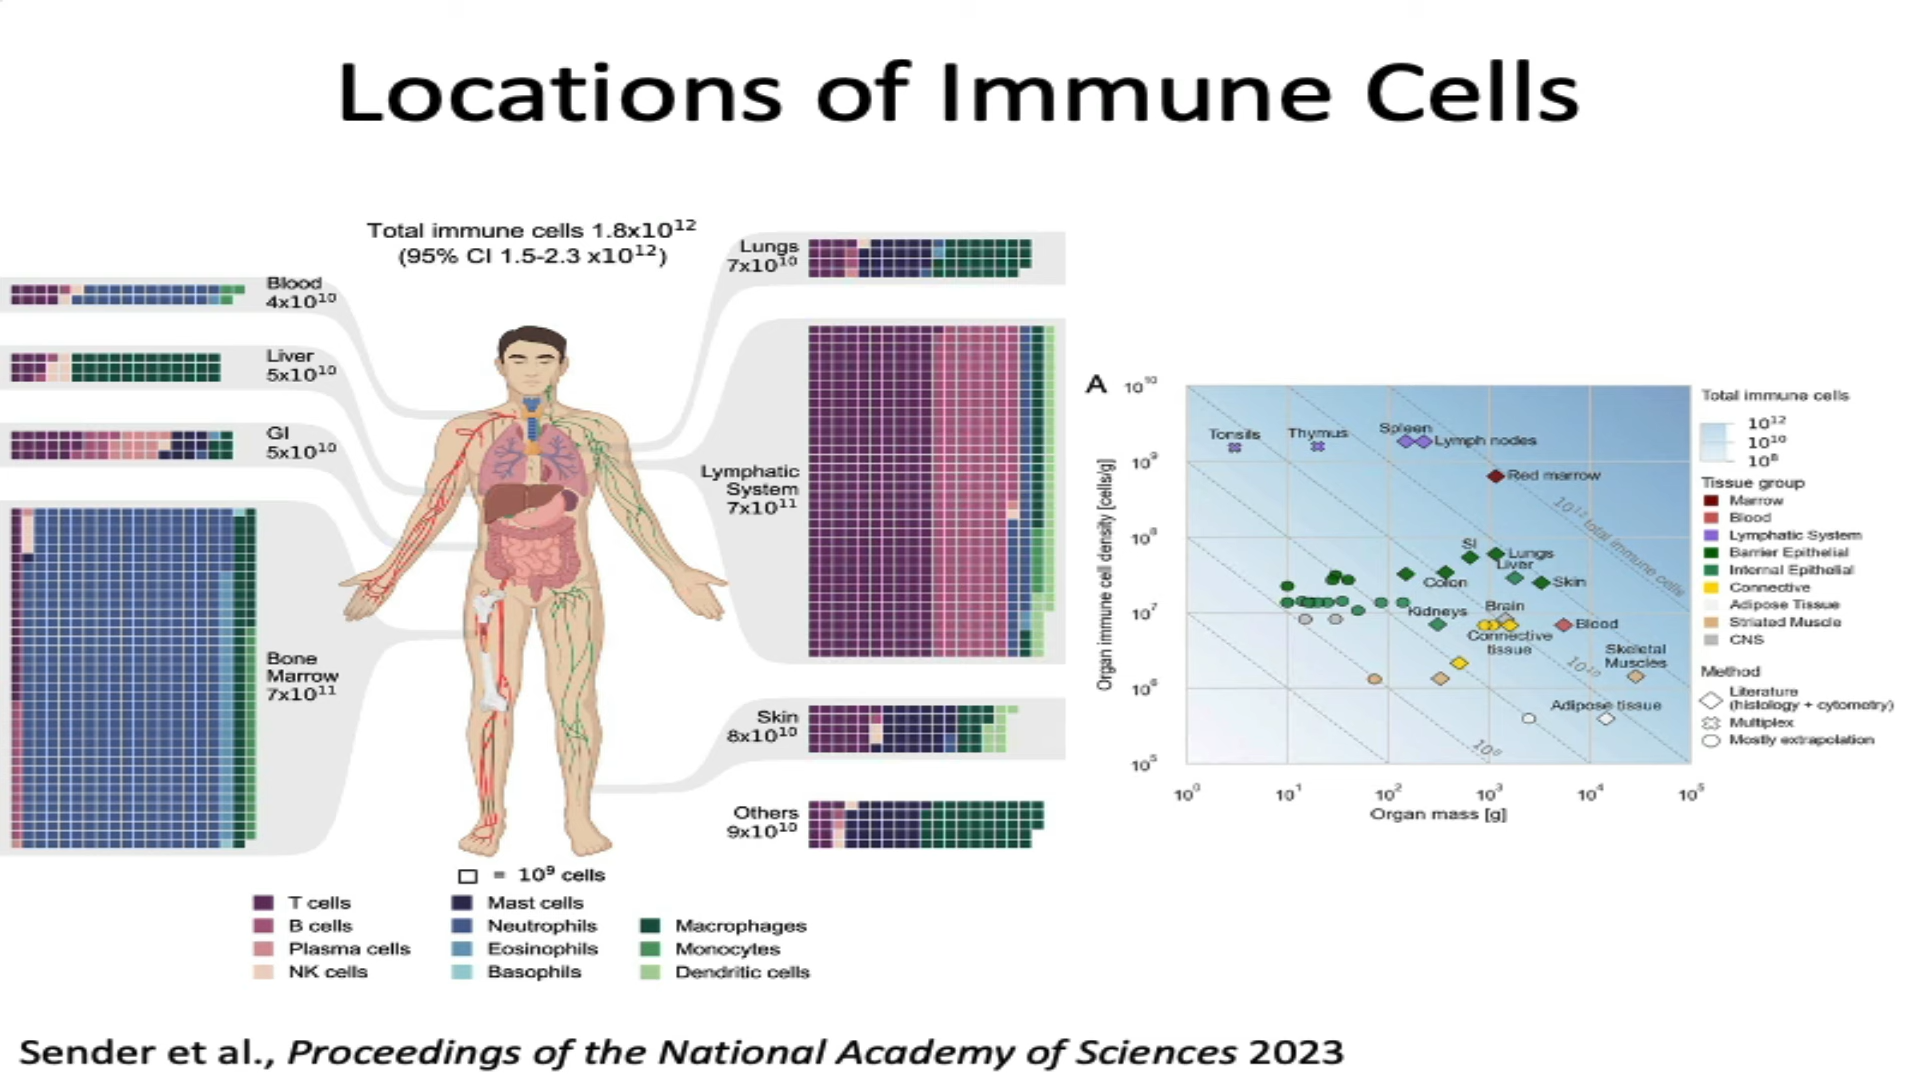 Locations of Immune Cells
Total immune cells 1.8x10¹²
(95% CI 1.5-2.3 x10¹²)
Blood
4x10¹⁰
Liver
5x10¹⁰
GI
5x10¹⁰
Bone
Marrow
7x10¹¹
Lungs
7x10¹⁰
Lymphatic
System
7x10¹¹
Skin
8x10¹⁰
Others
9x10¹⁰
□ = 10⁹ cells
T cells
B cells
Plasma cells
NK cells
Mast cells
Neutrophils
Eosinophils
Basophils
Macrophages
Monocytes
Dendritic cells
A
Organ immune cell density [cells/g]
10¹⁰
10⁹
10⁸
10⁷
10⁶
10⁵
Tonsils
Thymus
Spleen
Lymph nodes
Red marrow
10¹² total immune cells
SI
Lungs
Liver
Colon
Skin
Kidneys
Brain
Blood
Connective
tissue
Skeletal
Muscles
10¹⁰
Adipose tissue
10⁸
10⁰ 10¹ 10² 10³ 10⁴ 10⁵
Organ mass [g]
Total immune cells
10¹²
10¹⁰
10⁸
Tissue group
Marrow
Blood
Lymphatic System
Barrier Epithelial
Internal Epithelial
Connective
Adipose Tissue
Striated Muscle
CNS
Method
Literature
(histology + cytometry)
Multiplex
Mostly extrapolation
Sender et al., Proceedings of the National Academy of Sciences 2023